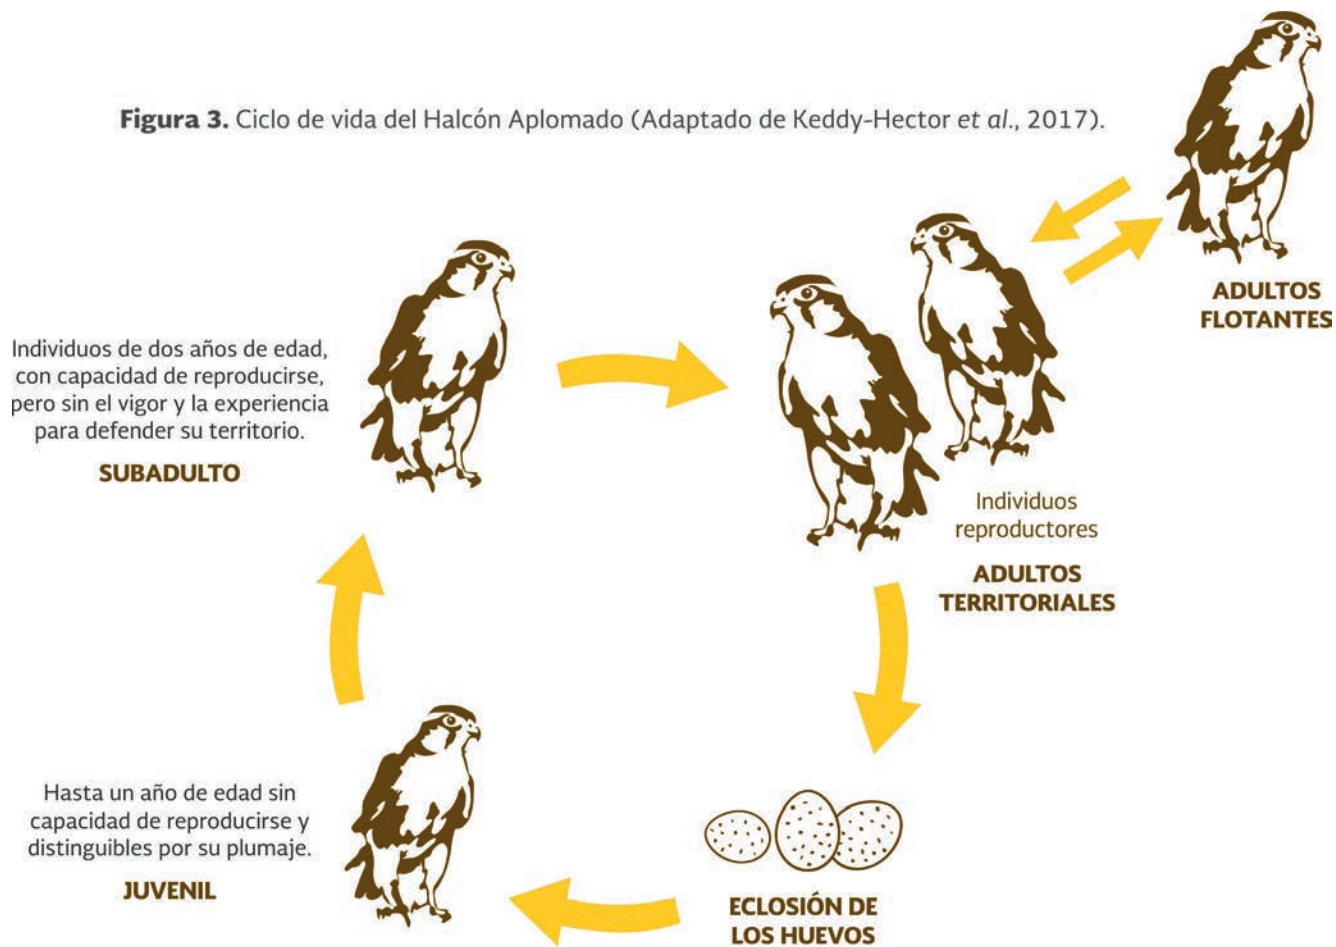 Figura 3. Ciclo de vida del Halcón Aplomado (Adaptado de Keddy-Hector et al., 2017).
ADULTOS
FLOTANTES
Individuos de dos años de edad,
con capacidad de reproducirse,
pero sin el vigor y la experiencia
para defender su territorio.
SUBADULTO
Individuos
reproductores
ADULTOS
TERRITORIALES
Hasta un año de edad sin
capacidad de reproducirse y
distinguibles por su plumaje.
JUVENIL
ECLOSIÓN DE
LOS HUEVOS